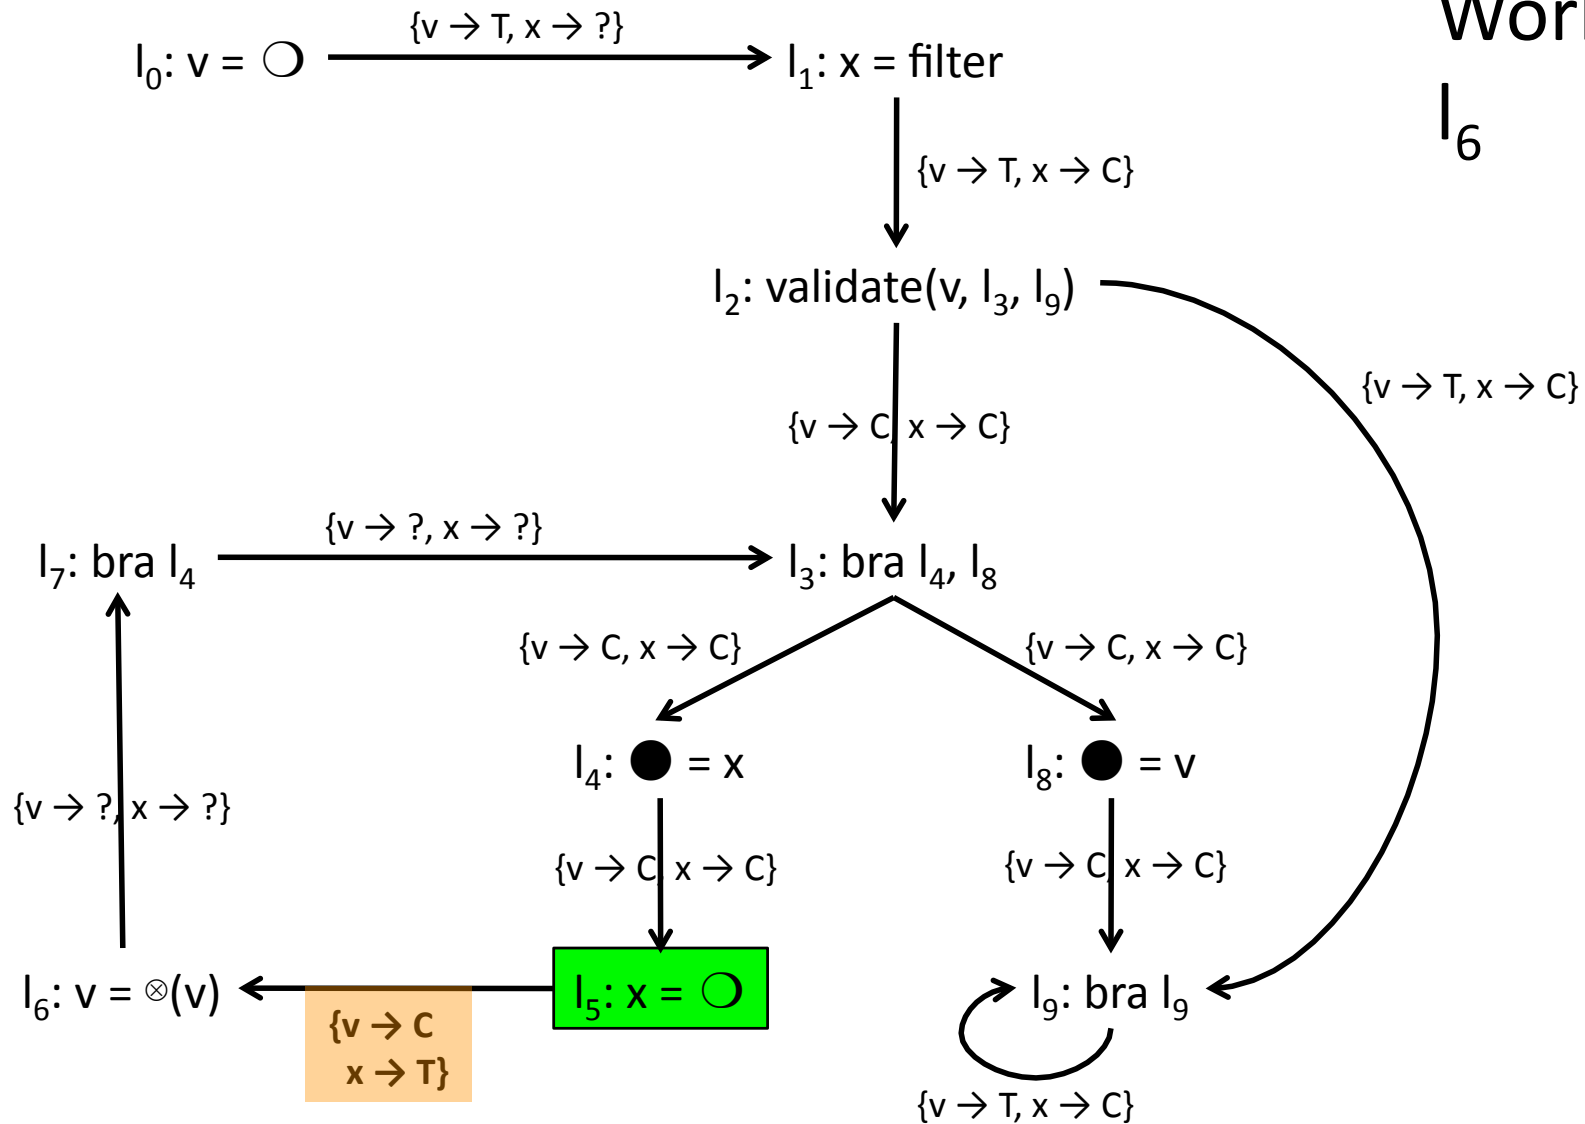 Worl
l6
{v → T, x → ?}
l0: v = ❍
l1: x = filter
{v → T, x → C}
l2: validate(v, l3, l9)
{v → T, x → C}
{v → C, x → C}
{v → ?, x → ?}
l7: bra l4
l3: bra l4, l8
{v → C, x → C}
{v → C, x → C}
l4: ● = x
l8: ● = v
{v → ?, x → ?}
{v → C, x → C}
{v → C, x → C}
l6: v = ⊗(v)
l5: x = ❍
l9: bra l9
{v → C
x → T}
{v → T, x → C}